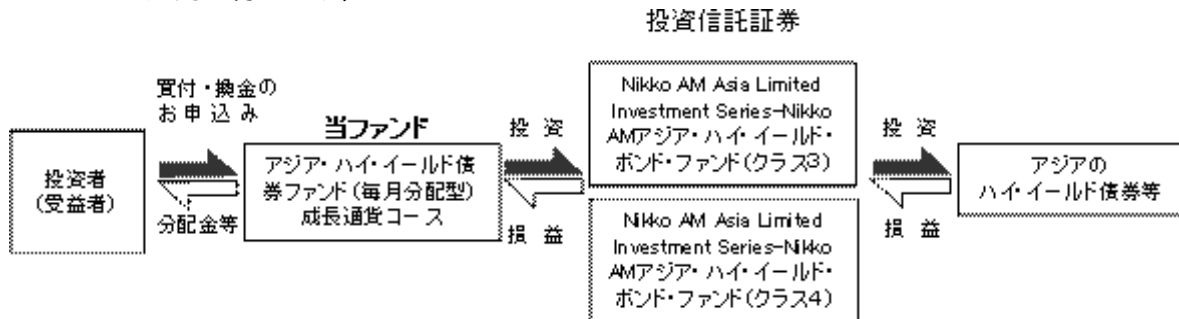 投資信託証券
買付・換金の
お申込み
投資者
(受益者)
分配金等
当ファンド
アジア・ハイ・イールド債
券ファンド(毎月分配型)
成長通貨コース
投 資
損 益
Nikko AM Asia Limited
Investment Series-Nikko
AMアジア・ハイ・イールド・
ボンド・ファンド(クラス3)
Nikko AM Asia Limited
Investment Series-Nikko
AMアジア・ハイ・イールド・
ボンド・ファンド(クラス4)
投 資
損 益
アジアの
ハイ・イールド債券等